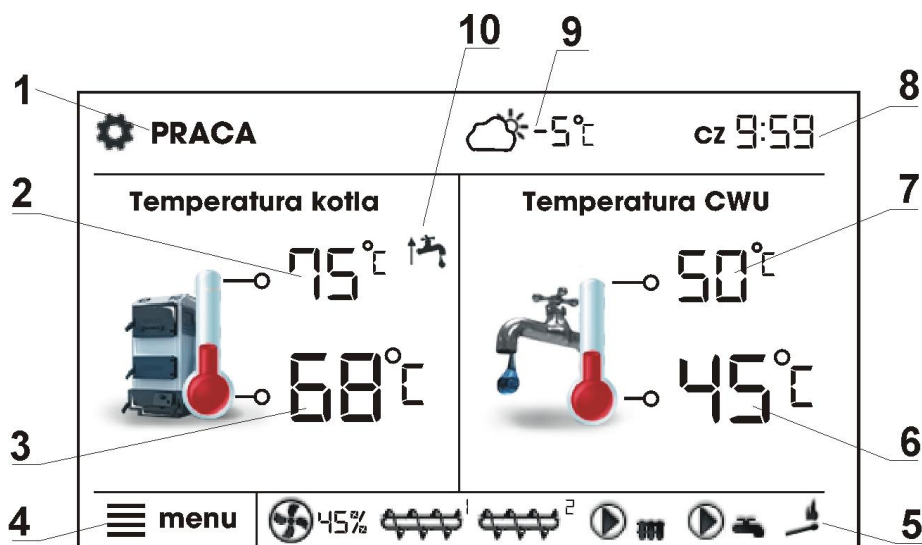 10 9
1 8
PRACA -5°C cz 9:59
2 7
Temperatura kotła Temperatura CWU
75°C 50°C
68°C 45°C
3 6
4 menu 45% 1 2 5